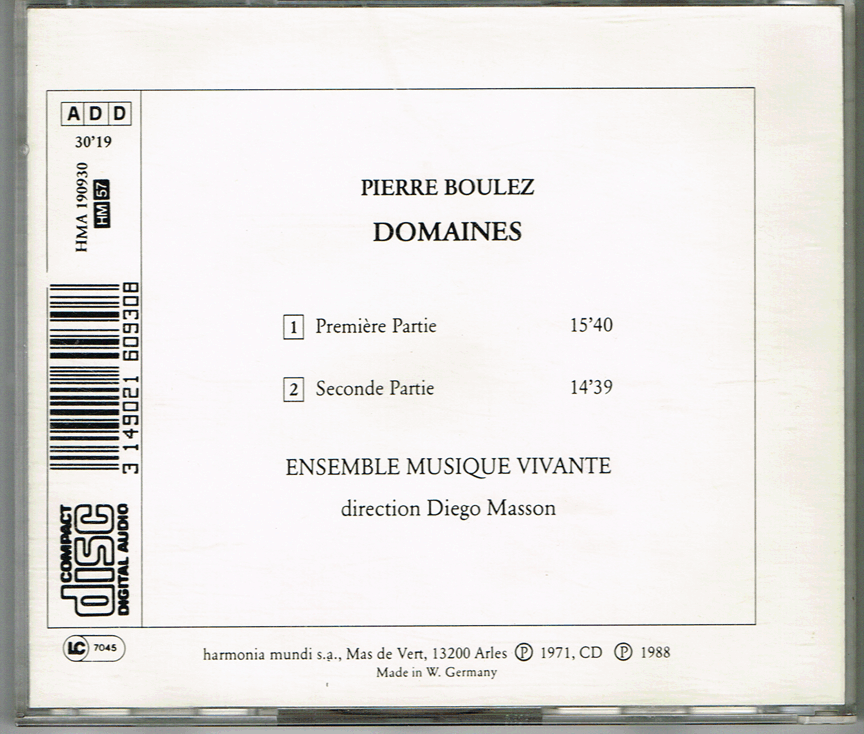 ADD
30'19
HMA 190930
HM 57
3 149021 609308
COMPACT
disc
DIGITAL AUDIO
LC 7045
PIERRE BOULEZ
DOMAINES
1 Première Partie 15'40
2 Seconde Partie 14'39
ENSEMBLE MUSIQUE VIVANTE
direction Diego Masson
harmonia mundi s.a., Mas de Vert, 13200 Arles ℗ 1971, CD ℗ 1988
Made in W. Germany